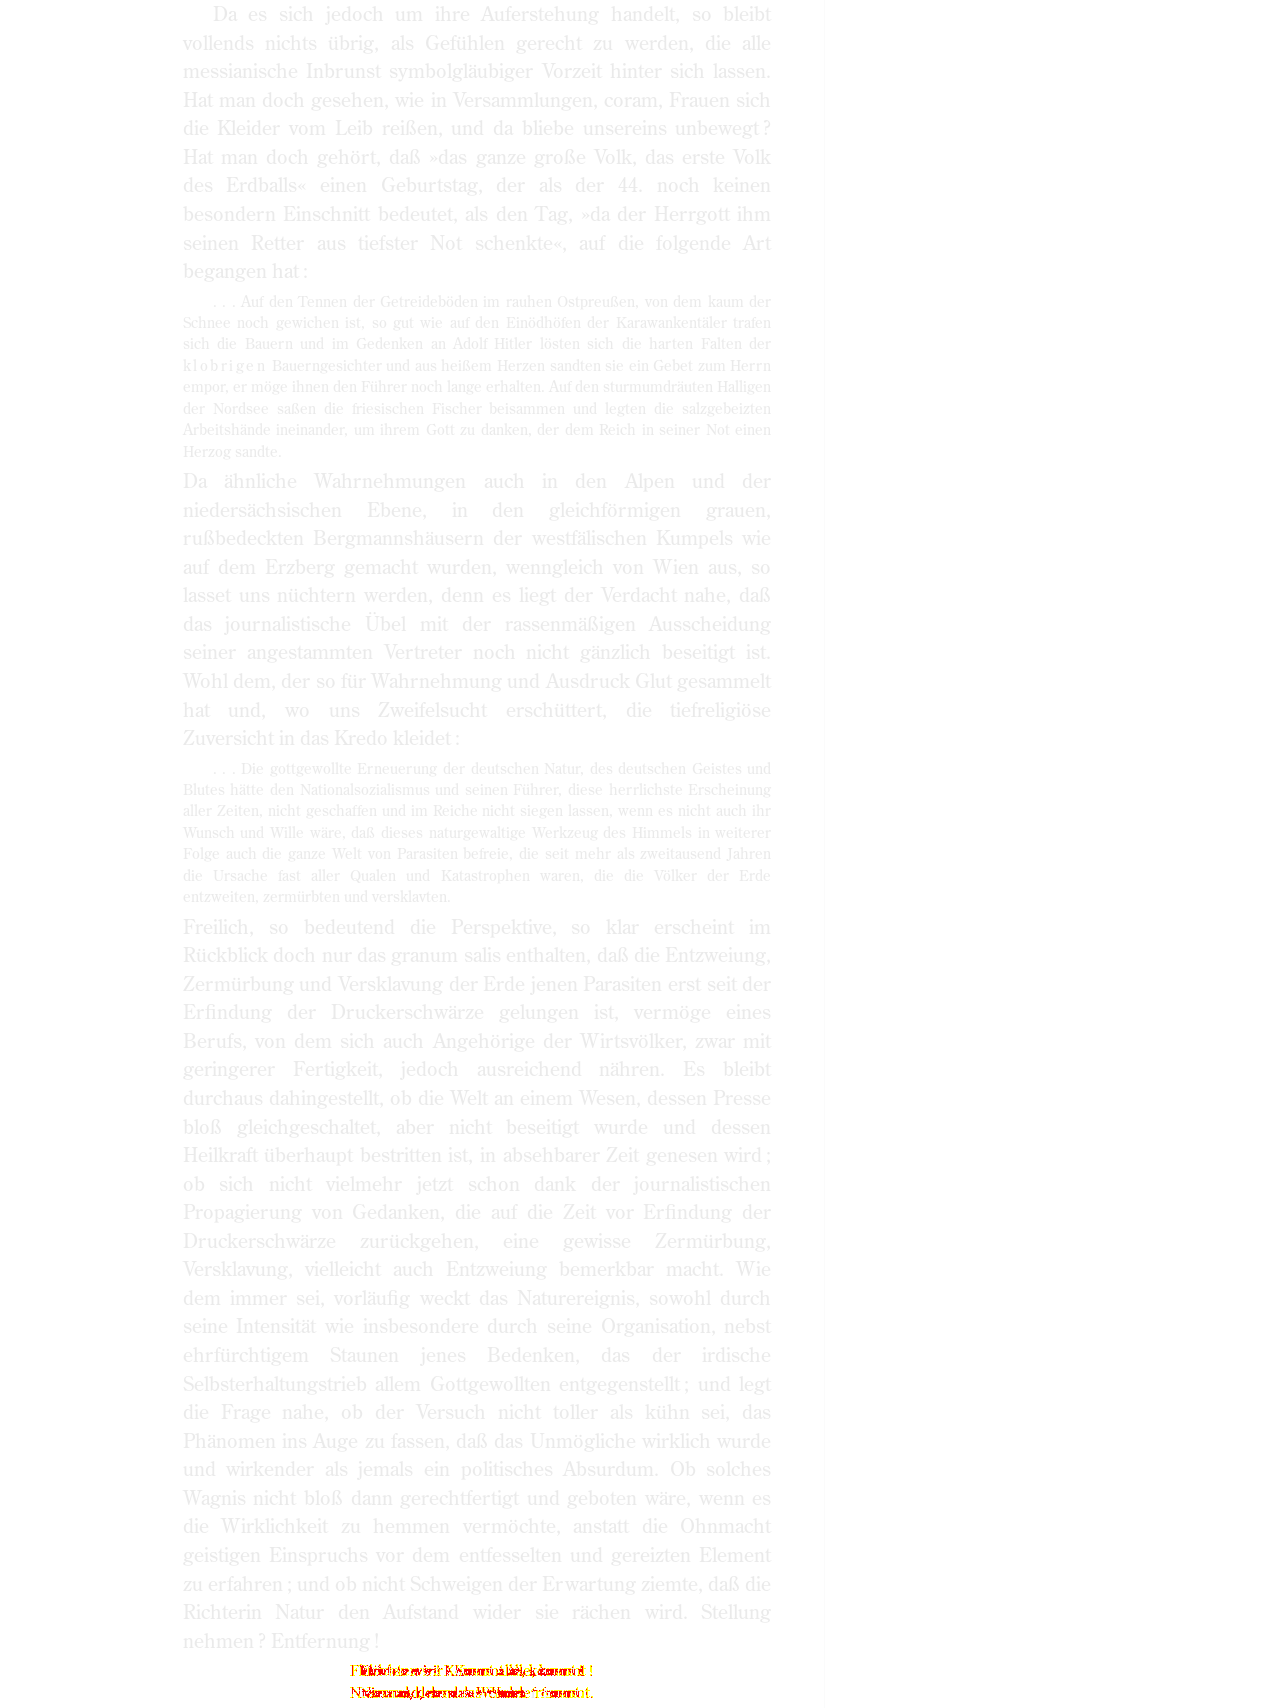 Da es sich jedoch um ihre Auferstehung handelt, so bleibt
vollends nichts übrig, als Gefühlen gerecht zu werden, die alle
messianische Inbrunst symbolgläubiger Vorzeit hinter sich lassen.
Hat man doch gesehen, wie in Versammlungen, coram, Frauen sich
die Kleider vom Leib reißen, und da bliebe unsereins unbewegt?
Hat man doch gehört, daß »das ganze große Volk, das erste Volk
des Erdballs« einen Geburtstag, der als der 44. noch keinen
besondern Einschnitt bedeutet, als den Tag, »da der Herrgott ihm
seinen Retter aus tiefster Not schenkte«, auf die folgende Art
begangen hat:
. . . Auf den Tennen der Getreideböden im rauhen Ostpreußen, von dem kaum der
Schnee noch gewichen ist, so gut wie auf den Einödhöfen der Karawankentäler trafen
sich die Bauern und im Gedenken an Adolf Hitler lösten sich die harten Falten der
klobrigen Bauerngesichter und aus heißem Herzen sandten sie ein Gebet zum Herrn
empor, er möge ihnen den Führer noch lange erhalten. Auf den sturmumdräuten Halligen
der Nordsee saßen die friesischen Fischer beisammen und legten die salzgebeizten
Arbeitshände ineinander, um ihrem Gott zu danken, der dem Reich in seiner Not einen
Herzog sandte.
Da ähnliche Wahrnehmungen auch in den Alpen und der
niedersächsischen Ebene, in den gleichförmigen grauen,
rußbedeckten Bergmannshäusern der westfälischen Kumpels wie
auf dem Erzberg gemacht wurden, wenngleich von Wien aus, so
lasset uns nüchtern werden, denn es liegt der Verdacht nahe, daß
das journalistische Übel mit der rassenmäßigen Ausscheidung
seiner angestammten Vertreter noch nicht gänzlich beseitigt ist.
Wohl dem, der so für Wahrnehmung und Ausdruck Glut gesammelt
hat und, wo uns Zweifelsucht erschüttert, die tiefreligiöse
Zuversicht in das Kredo kleidet:
. . . Die gottgewollte Erneuerung der deutschen Natur, des deutschen Geistes und
Blutes hätte den Nationalsozialismus und seinen Führer, diese herrlichste Erscheinung
aller Zeiten, nicht geschaffen und im Reiche nicht siegen lassen, wenn es nicht auch ihr
Wunsch und Wille wäre, daß dieses naturgewaltige Werkzeug des Himmels in weiterer
Folge auch die ganze Welt von Parasiten befreie, die seit mehr als zweitausend Jahren
die Ursache fast aller Qualen und Katastrophen waren, die die Völker der Erde
entzweiten, zermürbten und versklavten.
Freilich, so bedeutend die Perspektive, so klar erscheint im
Rückblick doch nur das granum salis enthalten, daß die Entzweiung,
Zermürbung und Versklavung der Erde jenen Parasiten erst seit der
Erfindung der Druckerschwärze gelungen ist, vermöge eines
Berufs, von dem sich auch Angehörige der Wirtsvölker, zwar mit
geringerer Fertigkeit, jedoch ausreichend nähren. Es bleibt
durchaus dahingestellt, ob die Welt an einem Wesen, dessen Presse
bloß gleichgeschaltet, aber nicht beseitigt wurde und dessen
Heilkraft überhaupt bestritten ist, in absehbarer Zeit genesen wird;
ob sich nicht vielmehr jetzt schon dank der journalistischen
Propagierung von Gedanken, die auf die Zeit vor Erfindung der
Druckerschwärze zurückgehen, eine gewisse Zermürbung,
Versklavung, vielleicht auch Entzweiung bemerkbar macht. Wie
dem immer sei, vorläufig weckt das Naturereignis, sowohl durch
seine Intensität wie insbesondere durch seine Organisation, nebst
ehrfürchtigem Staunen jenes Bedenken, das der irdische
Selbsterhaltungstrieb allem Gottgewollten entgegenstellt; und legt
die Frage nahe, ob der Versuch nicht toller als kühn sei, das
Phänomen ins Auge zu fassen, daß das Unmögliche wirklich wurde
und wirkender als jemals ein politisches Absurdum. Ob solches
Wagnis nicht bloß dann gerechtfertigt und geboten wäre, wenn es
die Wirklichkeit zu hemmen vermöchte, anstatt die Ohnmacht
geistigen Einspruchs vor dem entfesselten und gereizten Element
zu erfahren; und ob nicht Schweigen der Erwartung ziemte, daß die
Richterin Natur den Aufstand wider sie rächen wird. Stellung
nehmen? Entfernung!